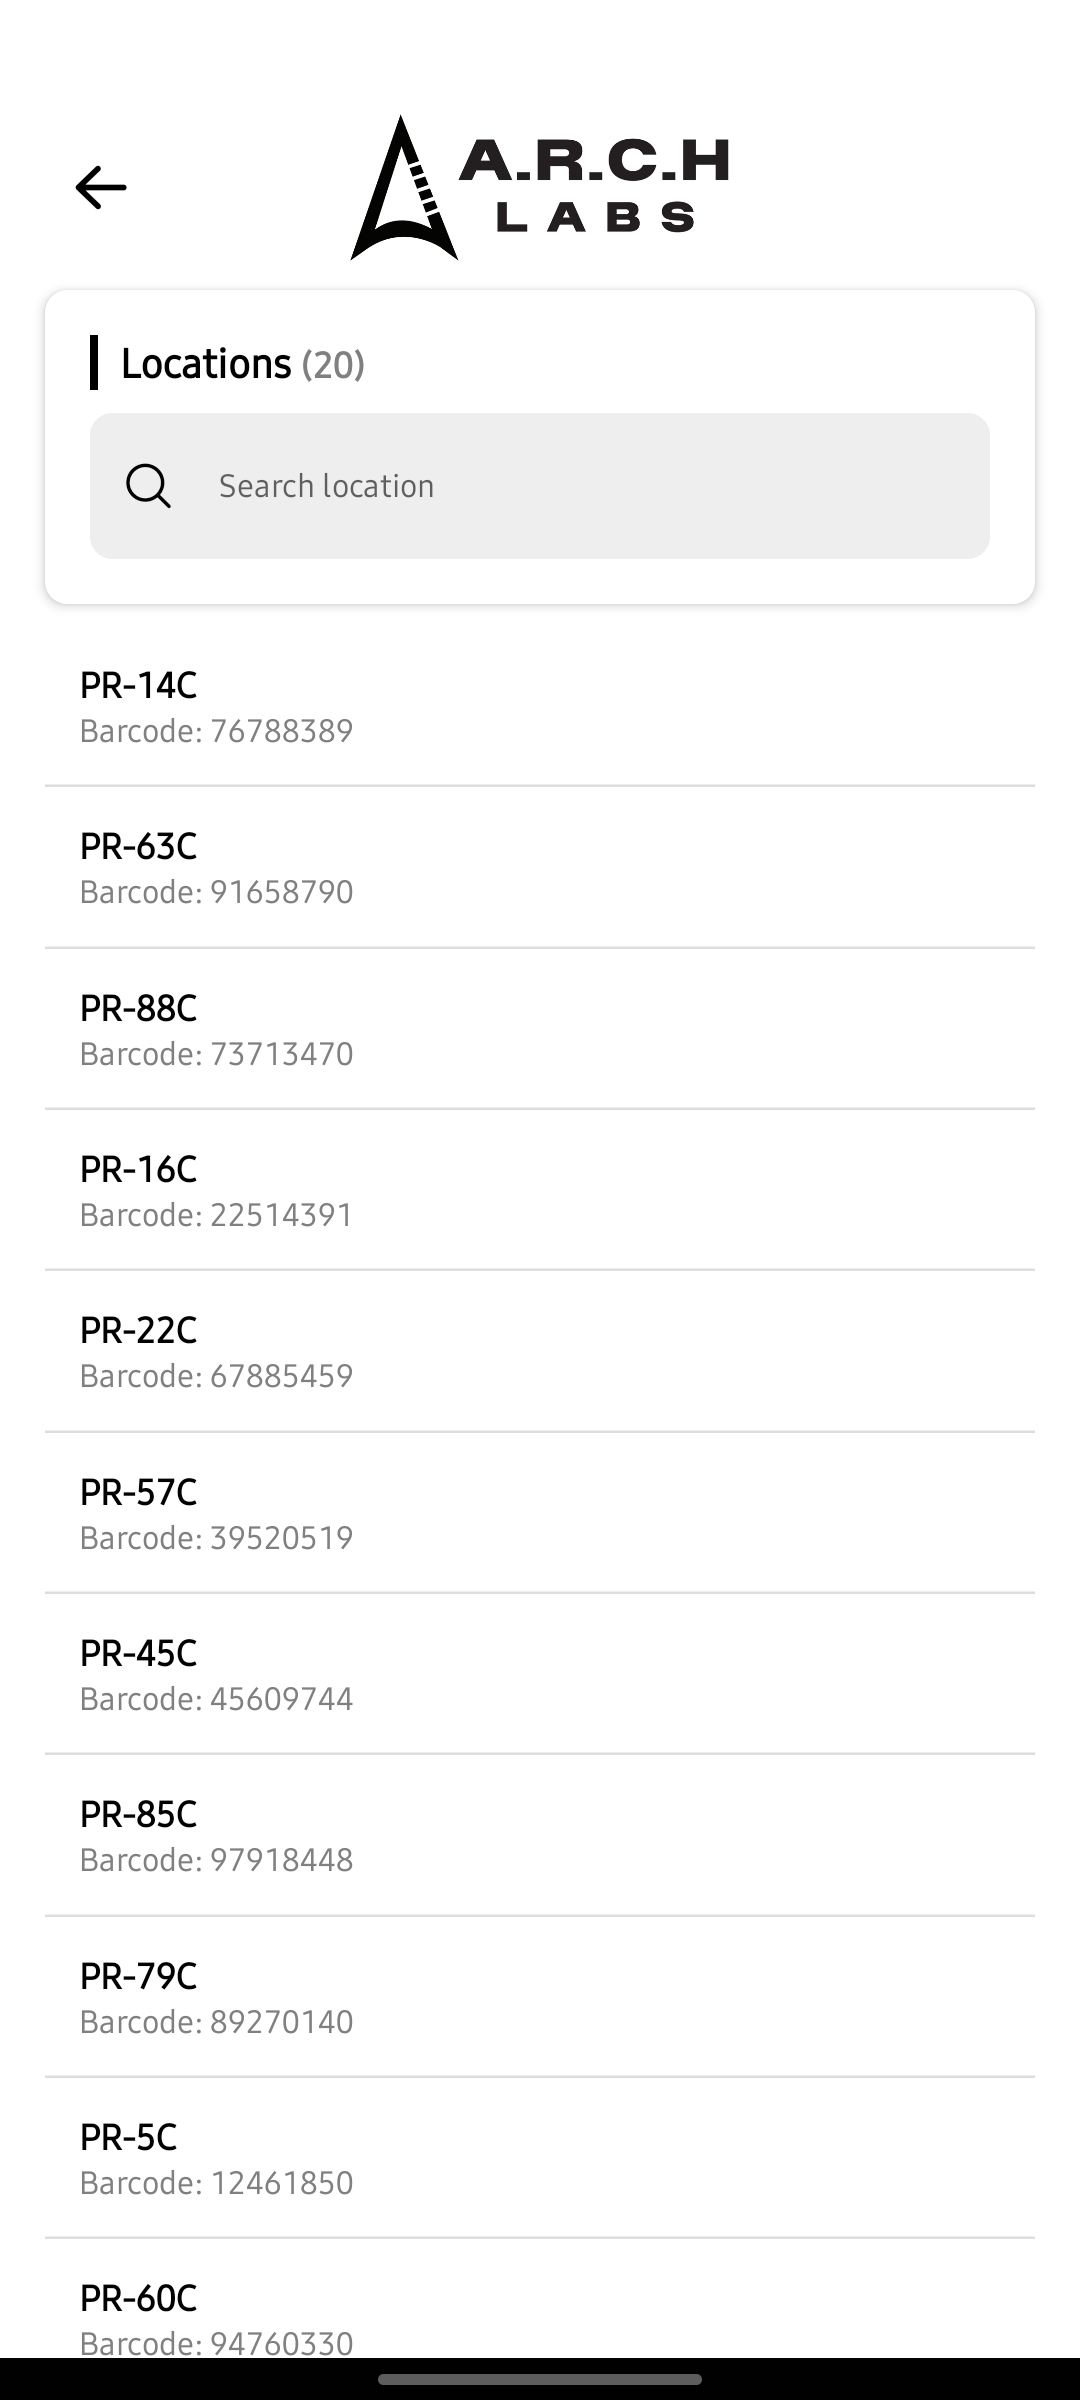 A.R.C.H
LABS
Locations (20)
Search location
PR-14C
Barcode: 76788389
PR-63C
Barcode: 91658790
PR-88C
Barcode: 73713470
PR-16C
Barcode: 22514391
PR-22C
Barcode: 67885459
PR-57C
Barcode: 39520519
PR-45C
Barcode: 45609744
PR-85C
Barcode: 97918448
PR-79C
Barcode: 89270140
PR-5C
Barcode: 12461850
PR-60C
Barcode: 94760330